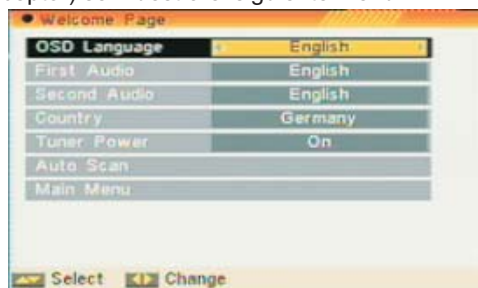 Welcome Page
OSD Language English
First Audio English
Second Audio English
Country Germany
Tuner Power On
Auto Scan
Main Menu
Select Change